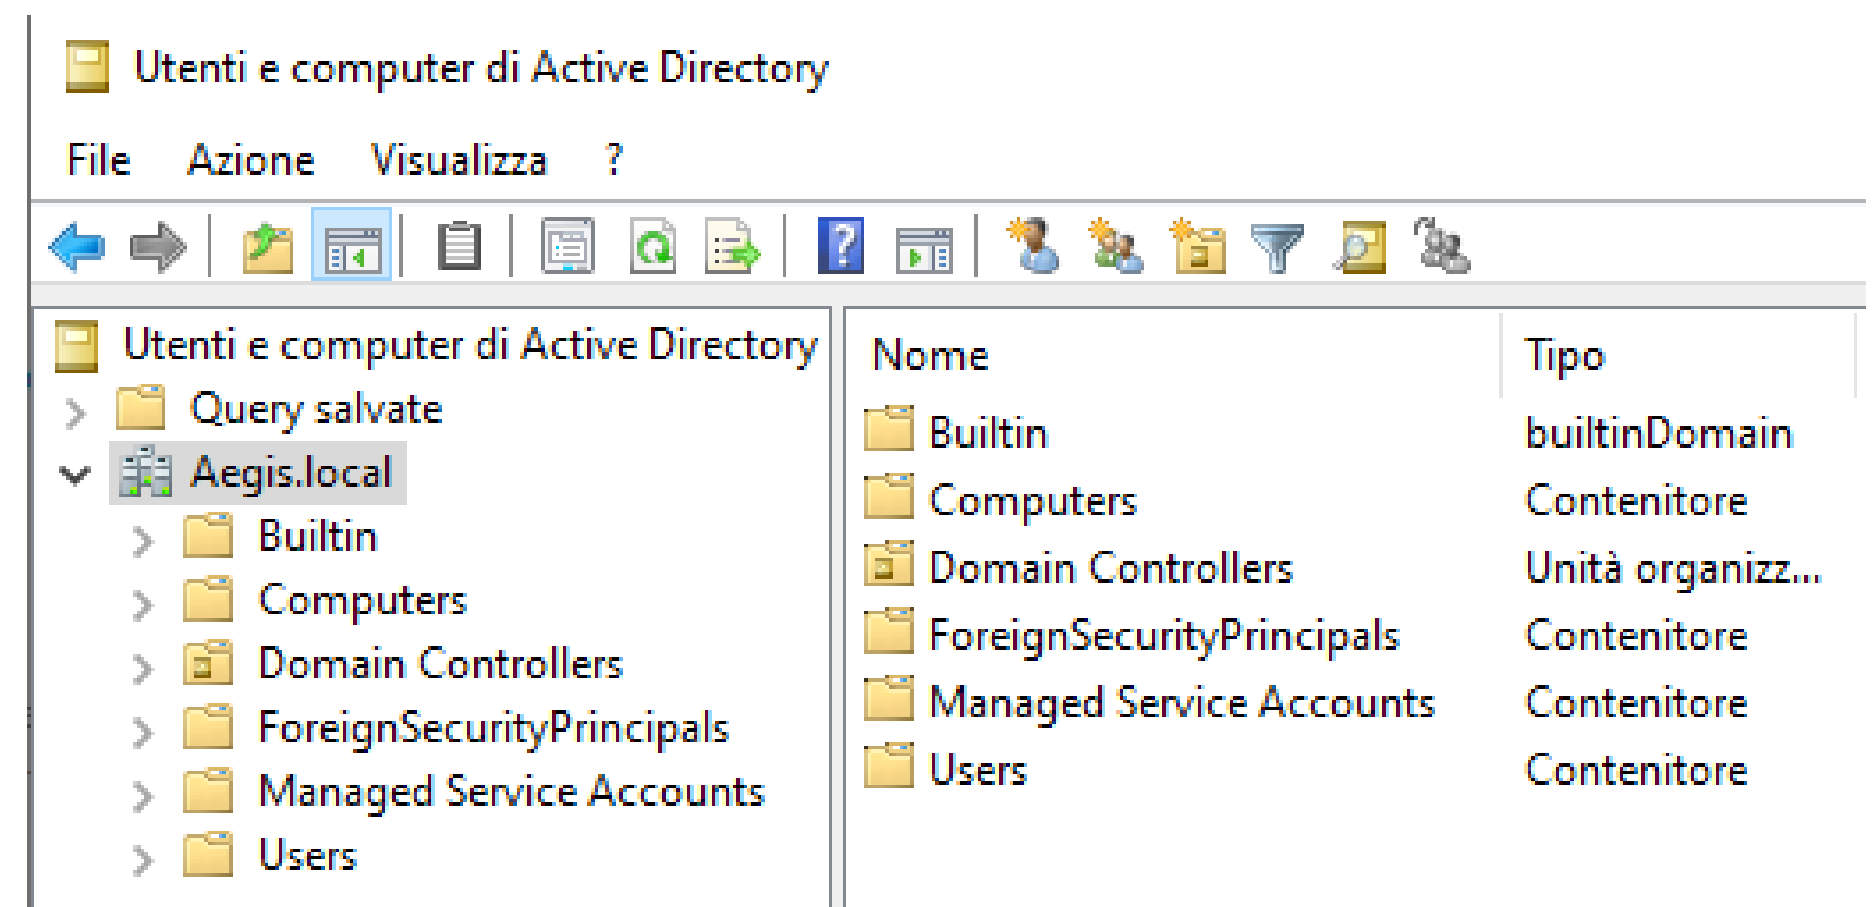 Utenti e computer di Active Directory
File Azione Visualizza ?
Utenti e computer di Active Directory
Query salvate
Aegis.local
Builtin
Computers
Domain Controllers
ForeignSecurityPrincipals
Managed Service Accounts
Users
Nome Tipo
Builtin builtinDomain
Computers Contenitore
Domain Controllers Unità organizz...
ForeignSecurityPrincipals Contenitore
Managed Service Accounts Contenitore
Users Contenitore